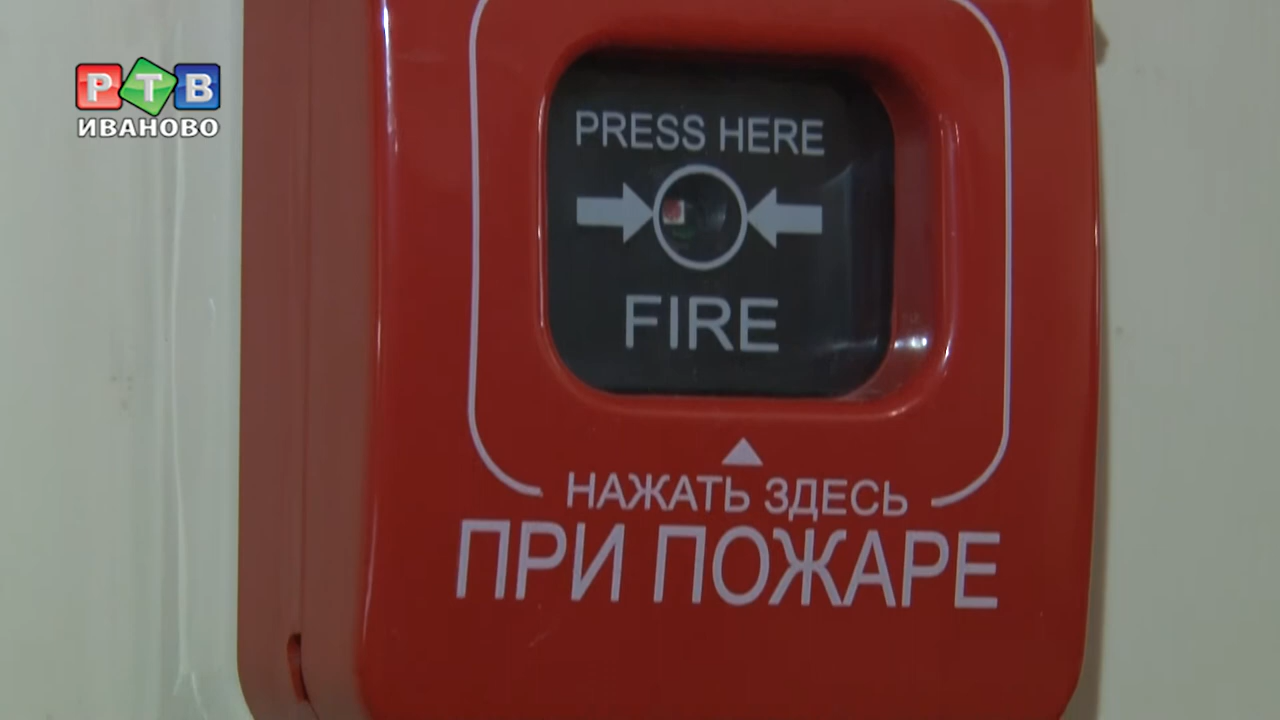 РТВ
ИВАНОВО
PRESS HERE
FIRE
НАЖАТЬ ЗДЕСЬ
ПРИ ПОЖАРЕ